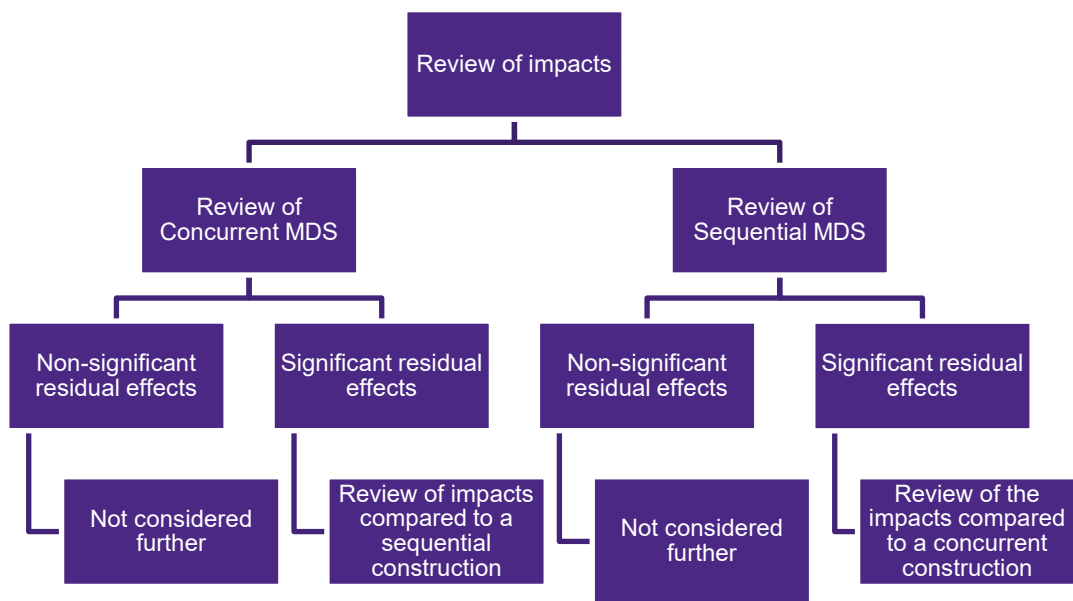 Review of impacts
Review of
Concurrent MDS
Review of
Sequential MDS
Non-significant
residual effects
Significant residual
effects
Non-significant
residual effects
Significant residual
effects
Not considered
further
Review of impacts
compared to a
sequential
construction
Not considered
further
Review of the
impacts compared
to a concurrent
construction